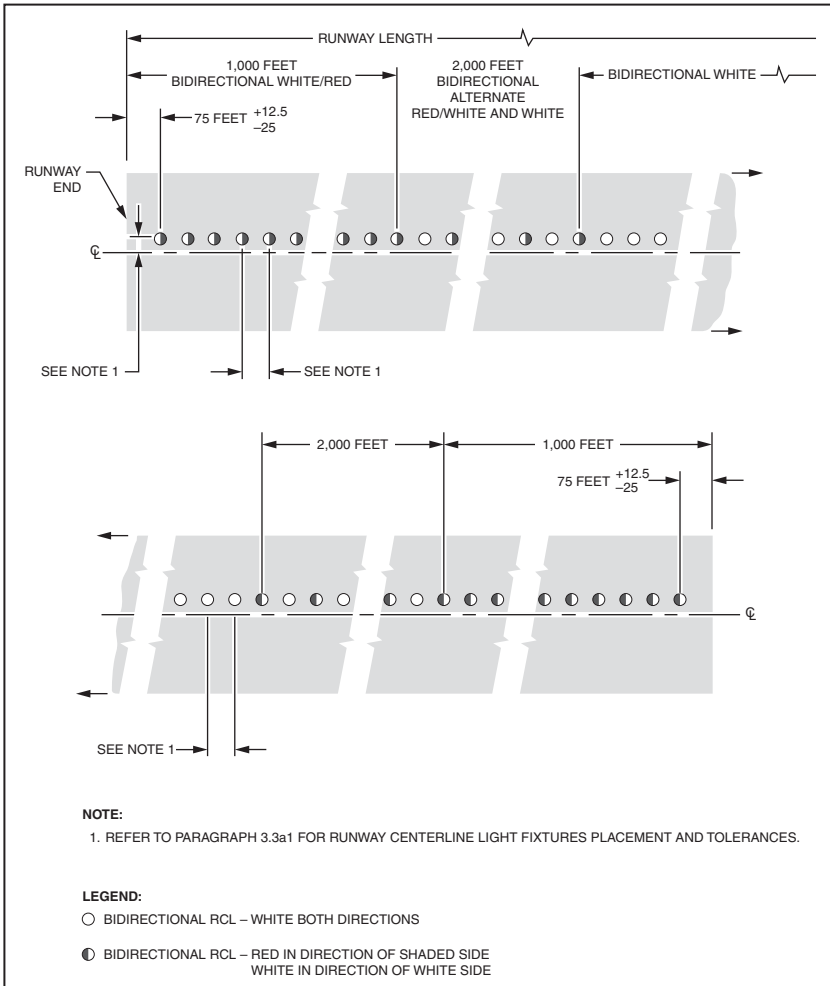 RUNWAY LENGTH
1,000 FEET
BIDIRECTIONAL WHITE/RED
2,000 FEET
BIDIRECTIONAL
ALTERNATE
RED/WHITE AND WHITE
BIDIRECTIONAL WHITE
75 FEET +12.5
–25
RUNWAY
END
℄
SEE NOTE 1
SEE NOTE 1
2,000 FEET
1,000 FEET
75 FEET +12.5
–25
℄
SEE NOTE 1
NOTE:
1. REFER TO PARAGRAPH 3.3a1 FOR RUNWAY CENTERLINE LIGHT FIXTURES PLACEMENT AND TOLERANCES.
LEGEND:
BIDIRECTIONAL RCL – WHITE BOTH DIRECTIONS
BIDIRECTIONAL RCL – RED IN DIRECTION OF SHADED SIDE
WHITE IN DIRECTION OF WHITE SIDE